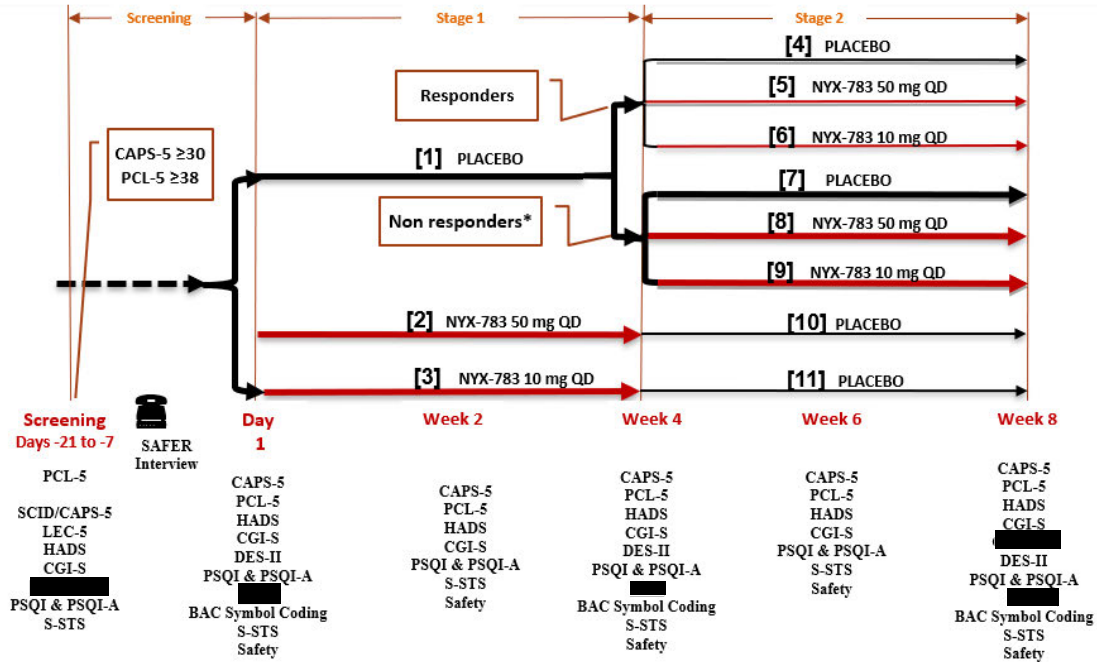 Screening
Stage 1
Stage 2
[4] PLACEBO
[5] NYX-783 50 mg QD
[6] NYX-783 10 mg QD
Responders
CAPS-5 ≥30
PCL-5 ≥38
[1] PLACEBO
[7] PLACEBO
Non responders*
[8] NYX-783 50 mg QD
[9] NYX-783 10 mg QD
[2] NYX-783 50 mg QD
[10] PLACEBO
[3] NYX-783 10 mg QD
[11] PLACEBO
Screening
Days -21 to -7
PCL-5
SCID/CAPS-5
LEC-5
HADS
CGI-S
PSQI & PSQI-A
S-STS
SAFER
Interview
Day
1
CAPS-5
PCL-5
HADS
CGI-S
DES-II
PSQI & PSQI-A
BAC Symbol Coding
S-STS
Safety
Week 2
CAPS-5
PCL-5
HADS
CGI-S
PSQI & PSQI-A
S-STS
Safety
Week 4
CAPS-5
PCL-5
HADS
CGI-S
DES-II
PSQI & PSQI-A
BAC Symbol Coding
S-STS
Safety
Week 6
CAPS-5
PCL-5
HADS
CGI-S
PSQI & PSQI-A
S-STS
Safety
Week 8
CAPS-5
PCL-5
HADS
CGI-S
DES-II
PSQI & PSQI-A
BAC Symbol Coding
S-STS
Safety